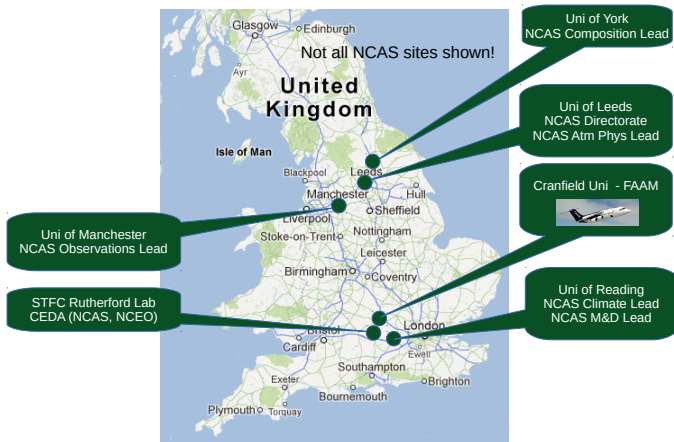 Glasgow
Edinburgh
Uni of York
NCAS Composition Lead
Not all NCAS sites shown!
Ayr
United
Kingdom
Uni of Leeds
NCAS Directorate
NCAS Atm Phys Lead
Isle of Man
Blackpool
Leeds
Cranfield Uni - FAAM
Manchester
Hull
Liverpool
Sheffield
Uni of Manchester
NCAS Observations Lead
Stoke-on-Trent
Nottingham
Leicester
Birmingham
Coventry
STFC Rutherford Lab
CEDA (NCAS, NCEO)
Uni of Reading
NCAS Climate Lead
NCAS M&D Lead
Bristol
London
Cardiff
Ewell
Southampton
Exeter
Brighton
Bournemouth
Plymouth
Torquay